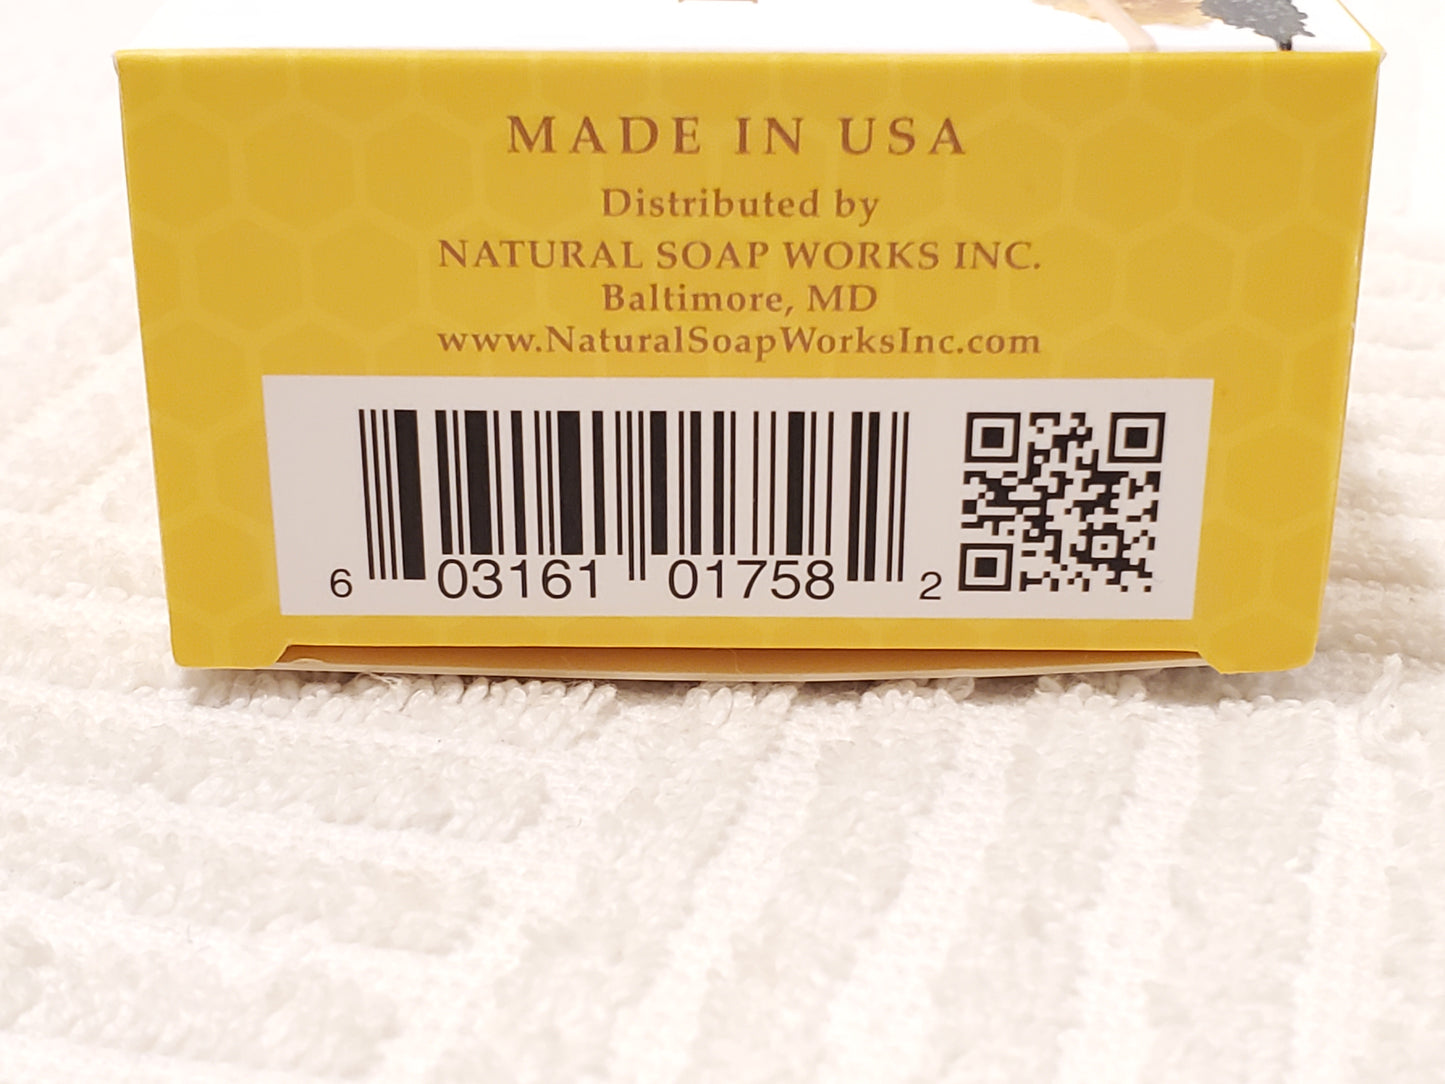 MADE IN USA
Distributed by
NATURAL SOAP WORKS INC.
Baltimore, MD
www.NaturalSoapWorksInc.com
6 03161 01758 2